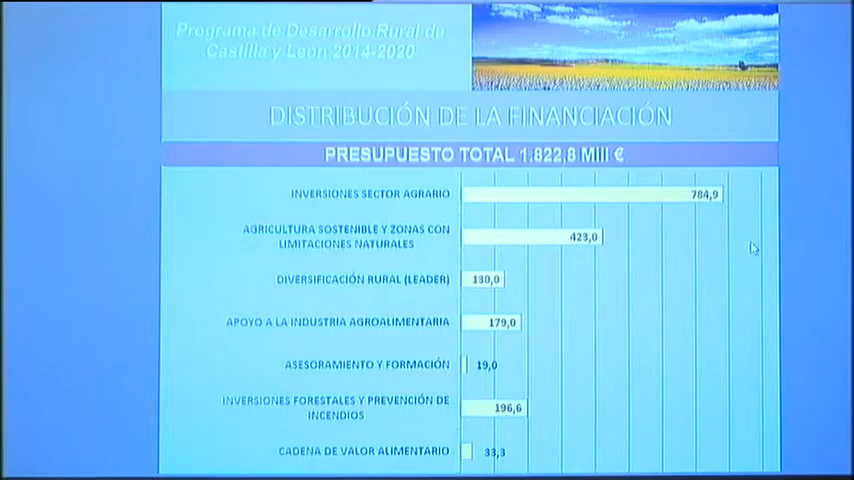 Programa de Desarrollo Rural de
Castilla y León 2014-2020
DISTRIBUCIÓN DE LA FINANCIACIÓN
PRESUPUESTO TOTAL 1.822,8 Mill €
INVERSIONES SECTOR AGRARIO 784,9
AGRICULTURA SOSTENIBLE Y ZONAS CON
LIMITACIONES NATURALES 423,0
DIVERSIFICACIÓN RURAL (LEADER) 130,0
APOYO A LA INDUSTRIA AGROALIMENTARIA 179,0
ASESORAMIENTO Y FORMACIÓN 19,0
INVERSIONES FORESTALES Y PREVENCIÓN DE
INCENDIOS 196,6
CADENA DE VALOR ALIMENTARIO 33,3